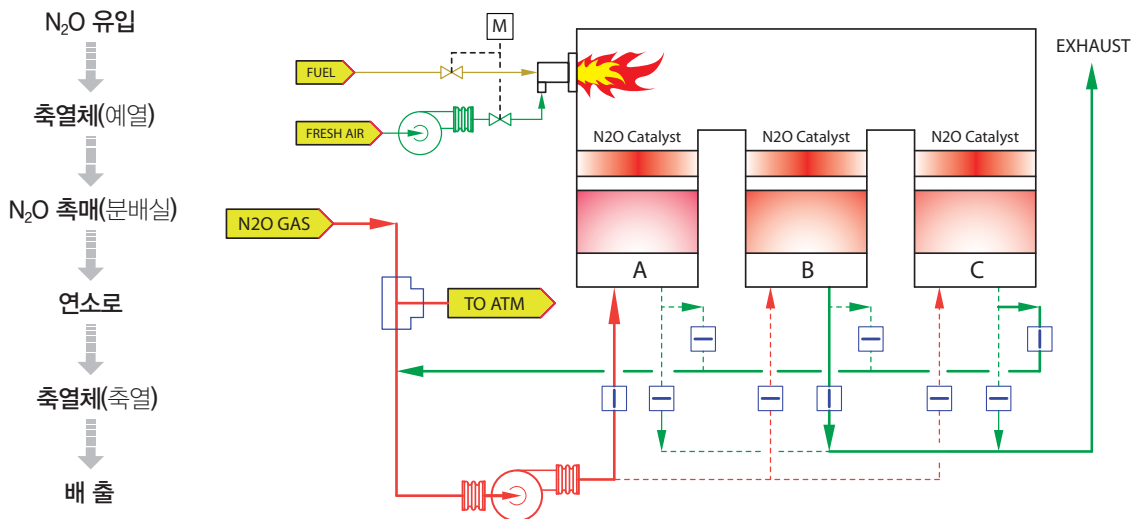 N₂O 유입
축열체(예열)
N₂O 촉매(분배실)
연소로
축열체(축열)
배 출
M
FUEL
FRESH AIR
EXHAUST
N2O Catalyst
N2O Catalyst
N2O Catalyst
N2O GAS
TO ATM
A
B
C